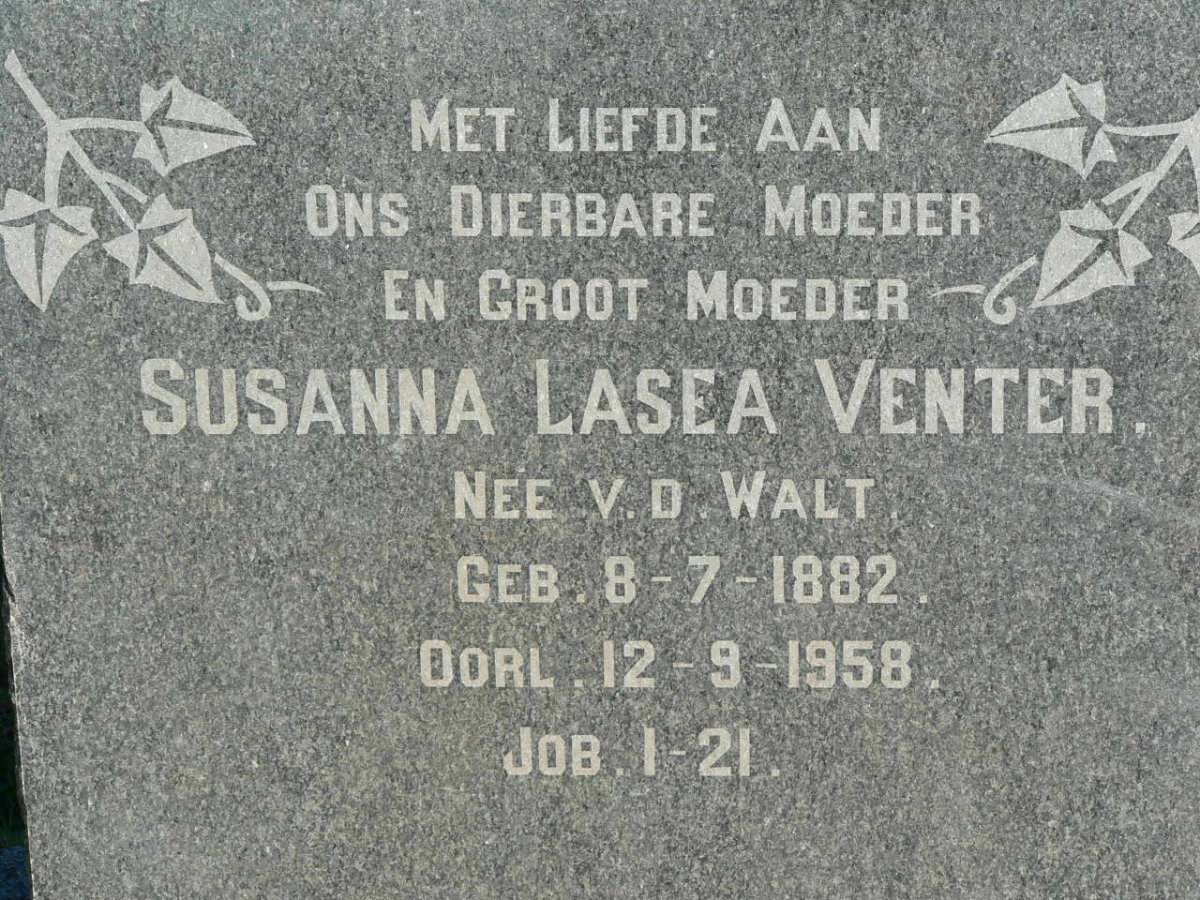 MET LIEFDE AAN
ONS DIERBARE MOEDER
EN GROOT MOEDER
SUSANNA LASEA VENTER.
NEE V.D. WALT.
GEB. 8-7-1882.
OORL. 12-9-1958.
JOB. 1-21.